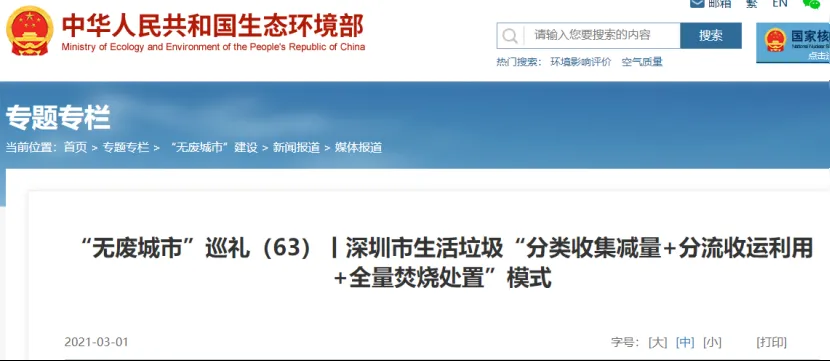 中华人民共和国生态环境部
Ministry of Ecology and Environment of the People's Republic of China
邮箱 繁 EN
请输入您要搜索的内容 搜索
热门搜索： 环境影响评价 空气质量
国家核
National Nuclear S
点击
专题专栏
当前位置：首页 > 专题专栏 > “无废城市”建设 > 新闻报道 > 媒体报道
“无废城市”巡礼（63）丨深圳市生活垃圾“分类收集减量+分流收运利用
+全量焚烧处置”模式
2021-03-01 字号：[大] [中] [小] [打印]